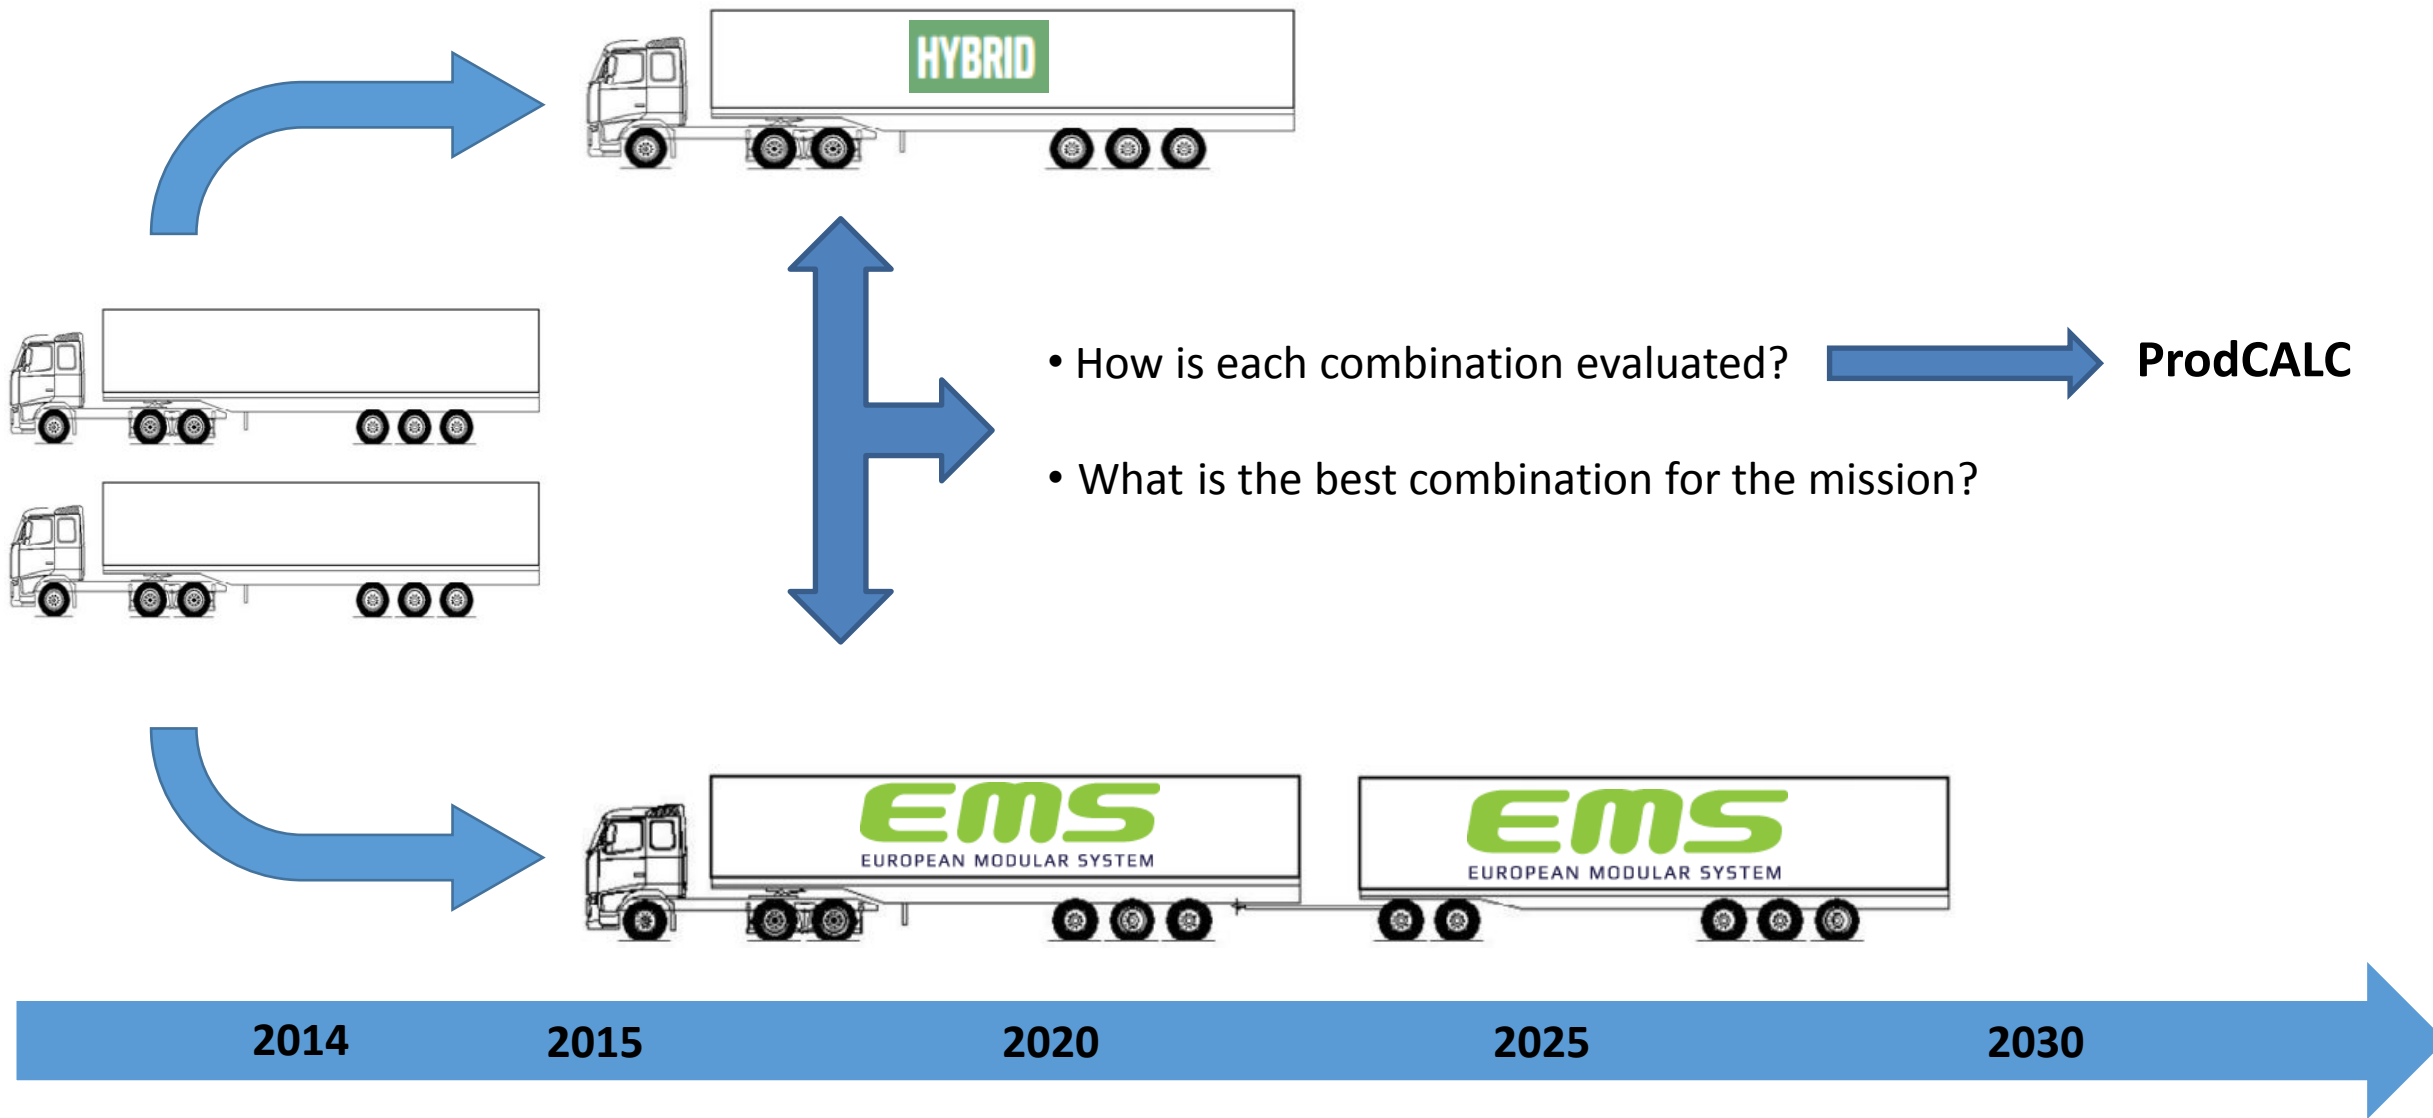 HYBRID
• How is each combination evaluated?
ProdCALC
• What is the best combination for the mission?
EMS
EUROPEAN MODULAR SYSTEM
EMS
EUROPEAN MODULAR SYSTEM
2014
2015
2020
2025
2030